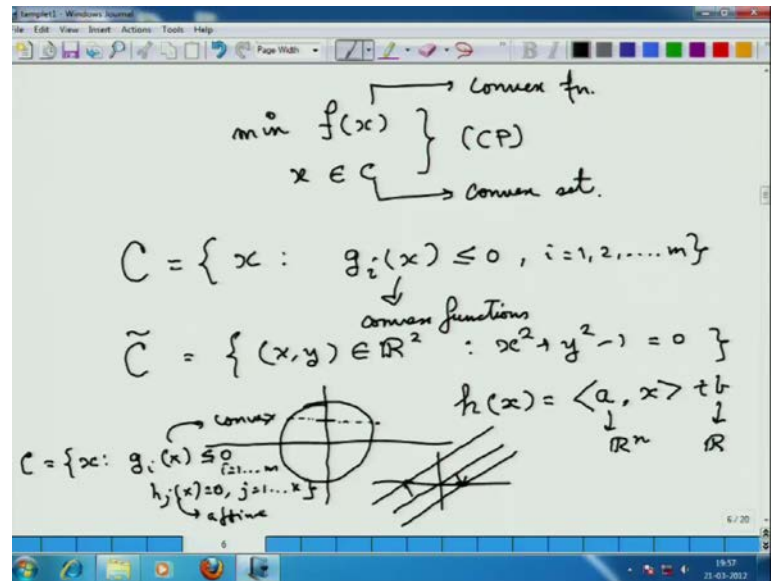 templet1 - Windows Journal
File Edit View Insert Actions Tools Help
Page Width
B I
→ convex fn.
min f(x) } (CP)
x ∈ C
→ convex set.
C = { x : g_i(x) ≤ 0 , i = 1, 2, .... m}
↓
convex functions
C̃ = { (x, y) ∈ ℝ² : x² + y² - 1 = 0 }
h(x) = <a, x> + b
↓ ↓
ℝⁿ ℝ
→ convex
C = {x: g_i(x) ≤ 0
i=1...m
h_j(x)=0, j=1...k}
→ affine
6 / 20
6
19:57
21-03-2012